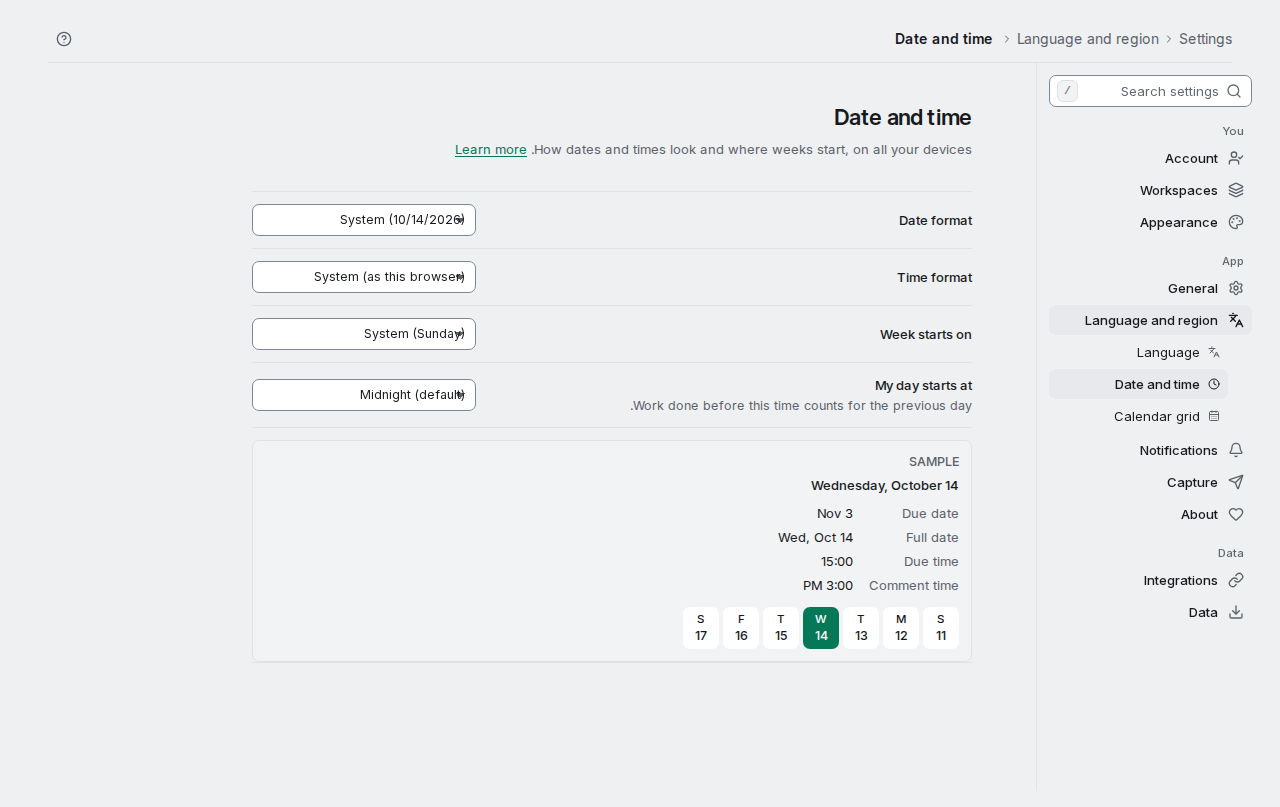 Settings › Language and region › Date and time
Search settings /
You
Account
Workspaces
Appearance
App
General
Language and region
Language
Date and time
Calendar grid
Notifications
Capture
About
Data
Integrations
Data
Date and time
.How dates and times look and where weeks start, on all your devices Learn more
Date format System (10/14/2026)
Time format System (as this browser)
Week starts on System (Sunday)
My day starts at Midnight (default)
.Work done before this time counts for the previous day
SAMPLE
Wednesday, October 14
Due date Nov 3
Full date Wed, Oct 14
Due time 15:00
Comment time PM 3:00
S M T W T F S
11 12 13 14 15 16 17